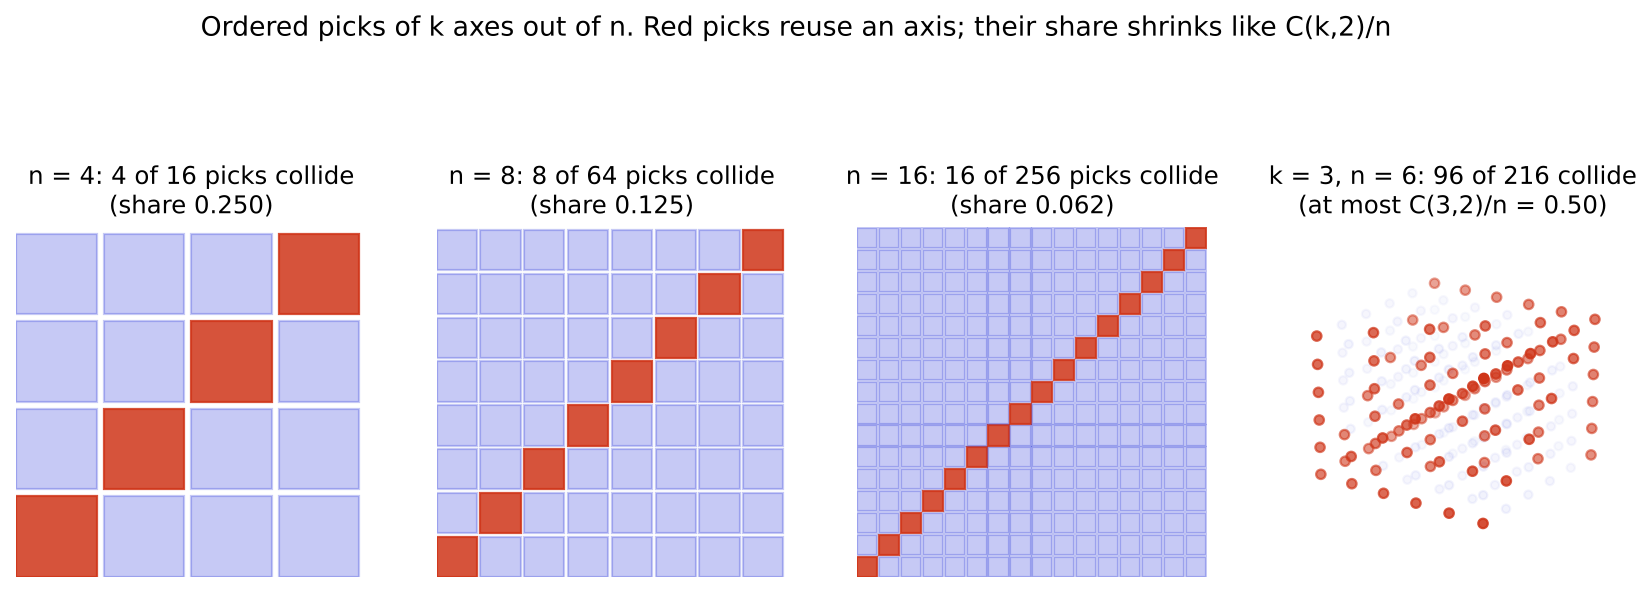 Ordered picks of k axes out of n. Red picks reuse an axis; their share shrinks like C(k,2)/n
n = 4: 4 of 16 picks collide
(share 0.250)
n = 8: 8 of 64 picks collide
(share 0.125)
n = 16: 16 of 256 picks collide
(share 0.062)
k = 3, n = 6: 96 of 216 collide
(at most C(3,2)/n = 0.50)